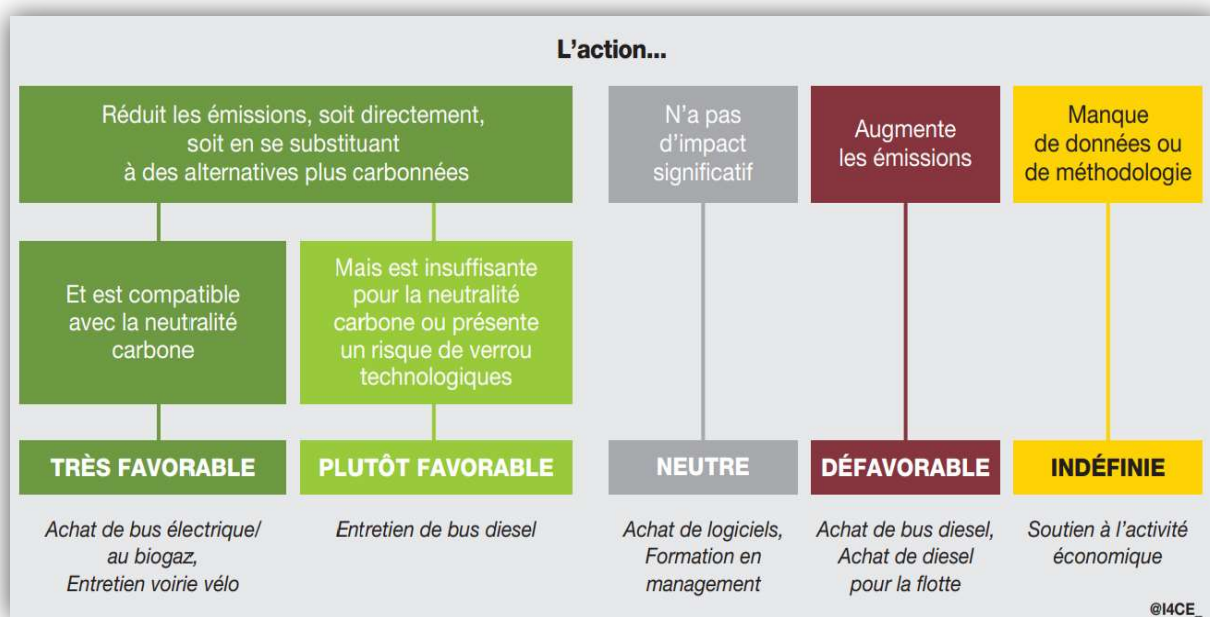 L'action...
Réduit les émissions, soit directement,
soit en se substituant
à des alternatives plus carbonnées
N'a pas
d'impact
significatif
Augmente
les émissions
Manque
de données ou
de méthodologie
Et est compatible
avec la neutralité
carbone
Mais est insuffisante
pour la neutralité
carbone ou présente
un risque de verrou
technologiques
TRÈS FAVORABLE
PLUTÔT FAVORABLE
NEUTRE
DÉFAVORABLE
INDÉFINIE
Achat de bus électrique/
au biogaz,
Entretien voirie vélo
Entretien de bus diesel
Achat de logiciels,
Formation en
management
Achat de bus diesel,
Achat de diesel
pour la flotte
Soutien à l'activité
économique
@I4CE_